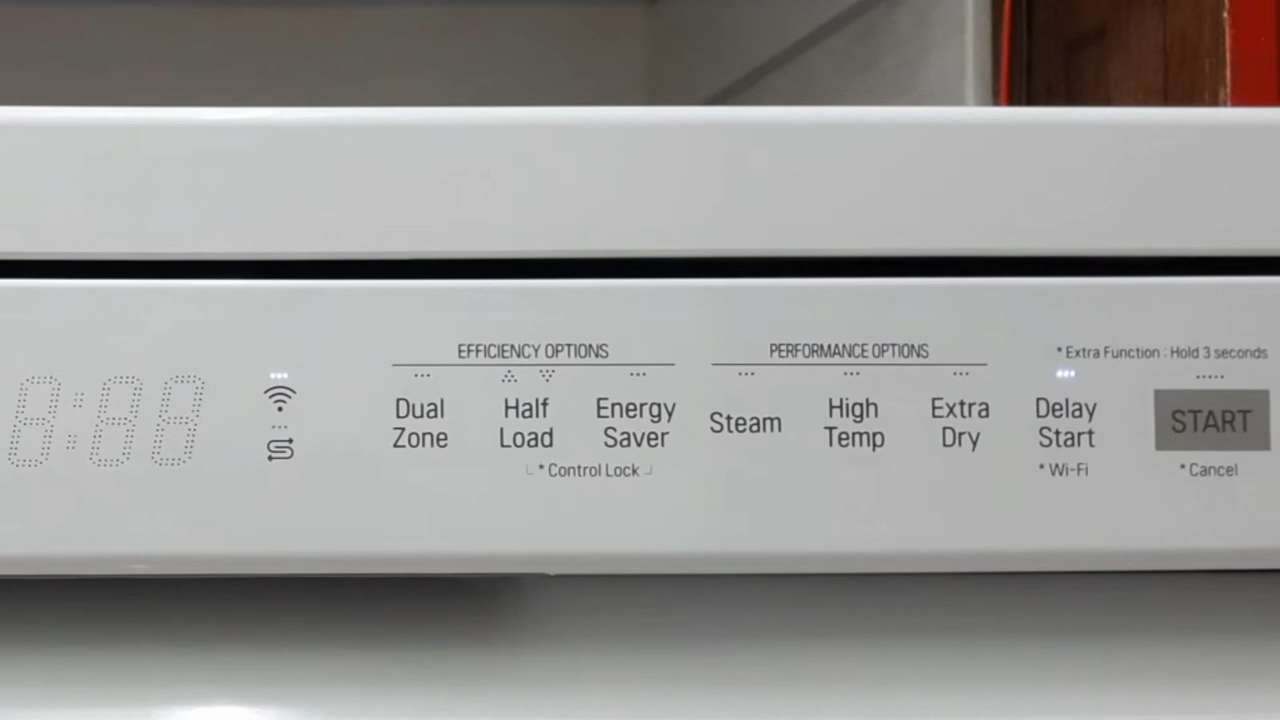 EFFICIENCY OPTIONS
PERFORMANCE OPTIONS
* Extra Function : Hold 3 seconds
Dual
Zone
Half
Load
Energy
Saver
Steam
High
Temp
Extra
Dry
Delay
Start
START
* Control Lock
* Wi-Fi
* Cancel